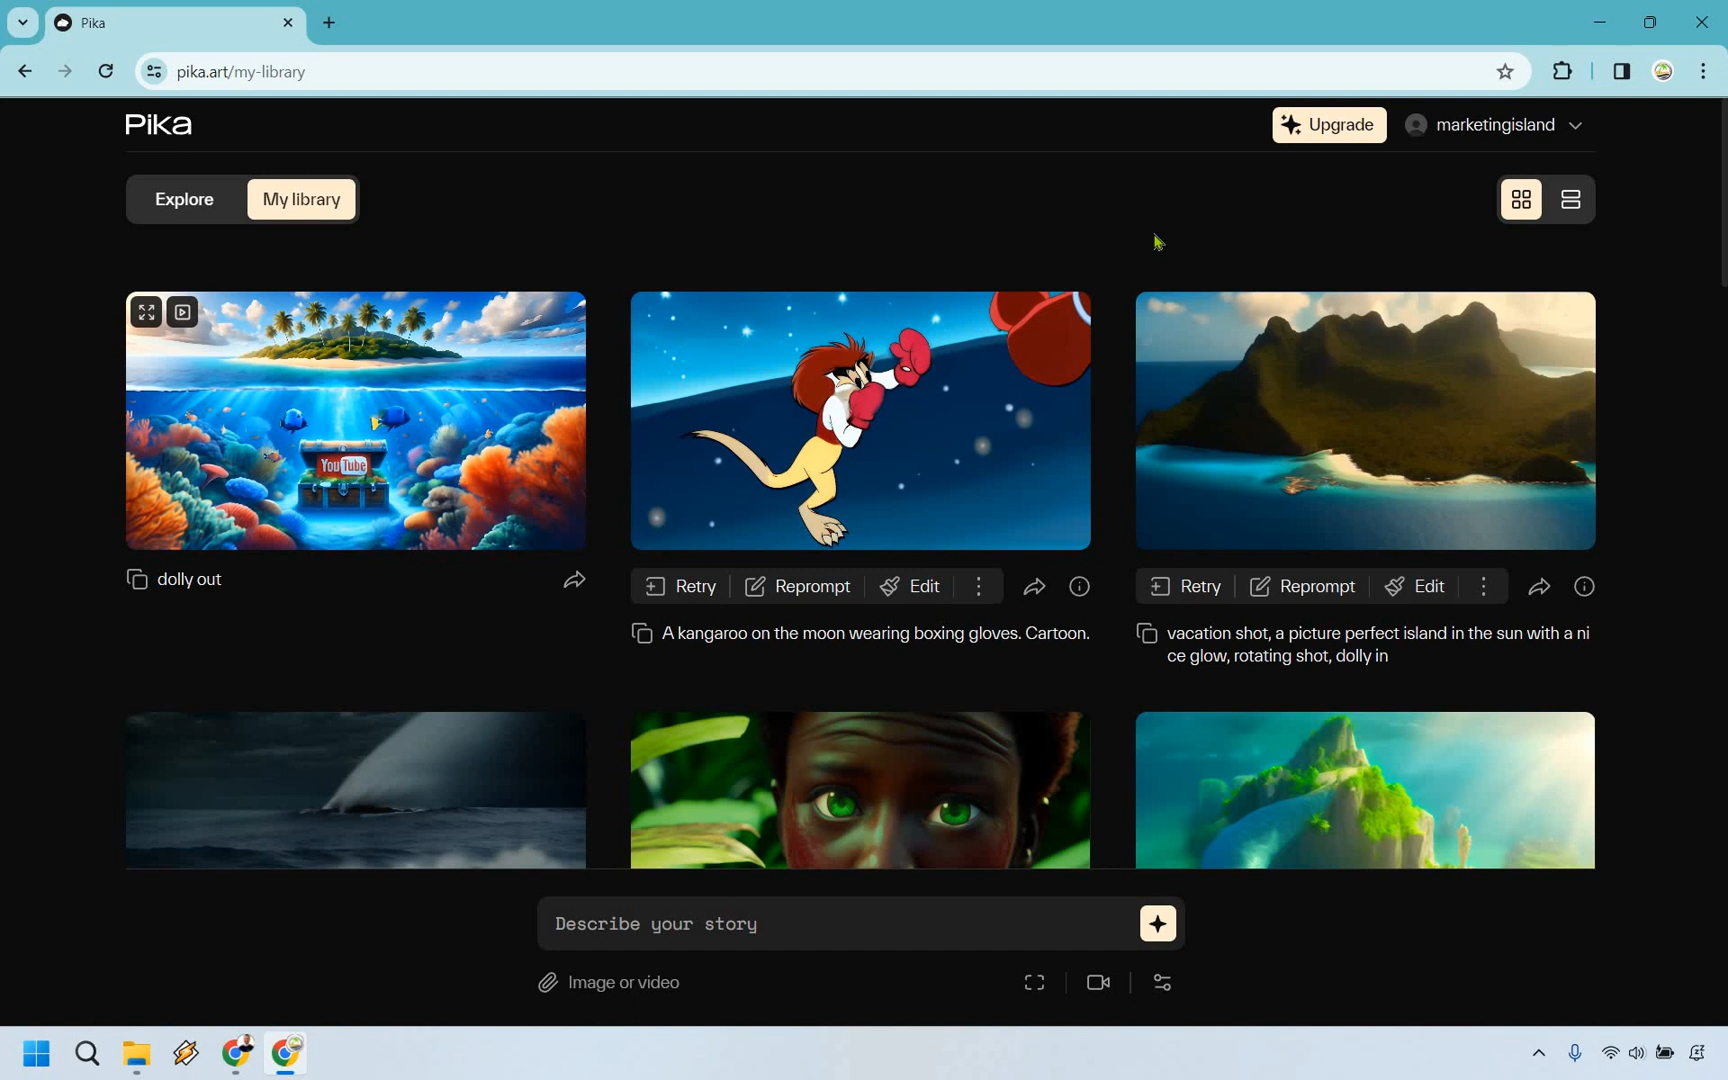 Pika
pika.art/my-library
Pika
Upgrade
marketingisland
Explore
My library
YouTube
dolly out
Retry
Reprompt
Edit
A kangaroo on the moon wearing boxing gloves. Cartoon.
Retry
Reprompt
Edit
vacation shot, a picture perfect island in the sun with a ni
ce glow, rotating shot, dolly in
Describe your story
Image or video